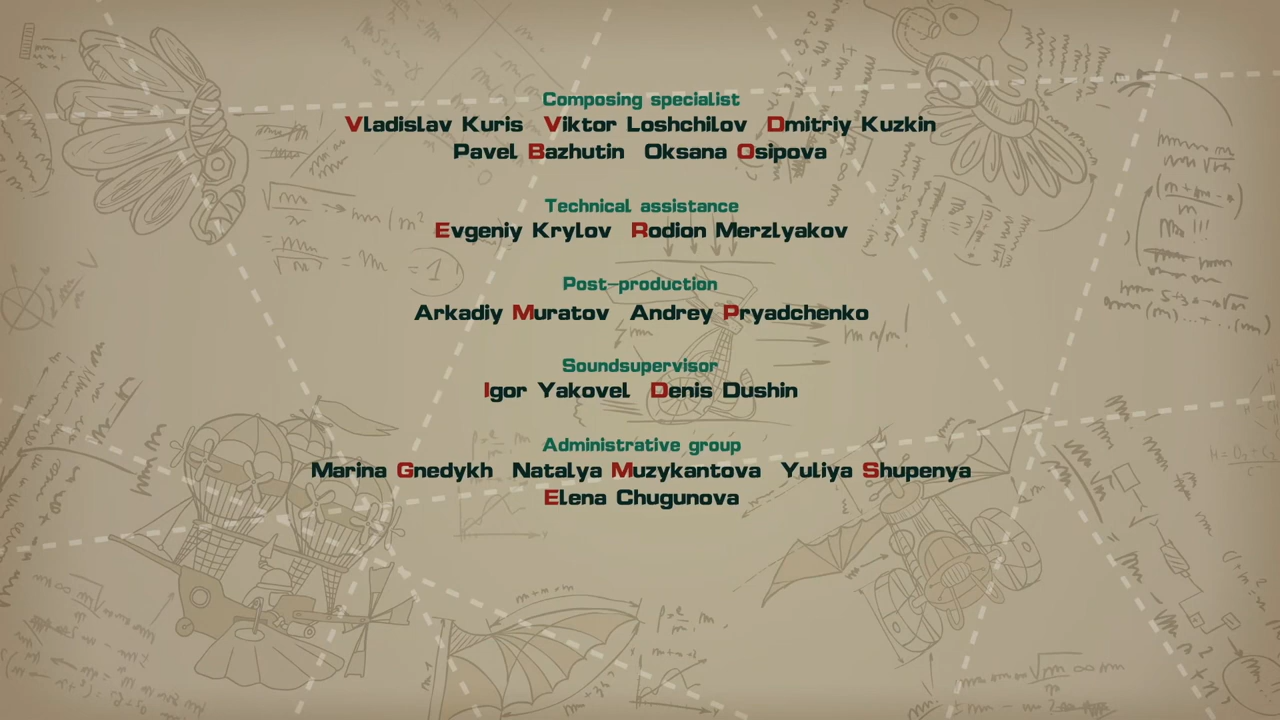 Composing specialist
Vladislav Kuris Viktor Loshchilov Dmitriy Kuzkin
Pavel Bazhutin Oksana Osipova
Technical assistance
Evgeniy Krylov Rodion Merzlyakov
Post-production
Arkadiy Muratov Andrey Pryadchenko
Soundsupervisor
Igor Yakovel Denis Dushin
Administrative group
Marina Gnedykh Natalya Muzykantova Yuliya Shupenya
Elena Chugunova